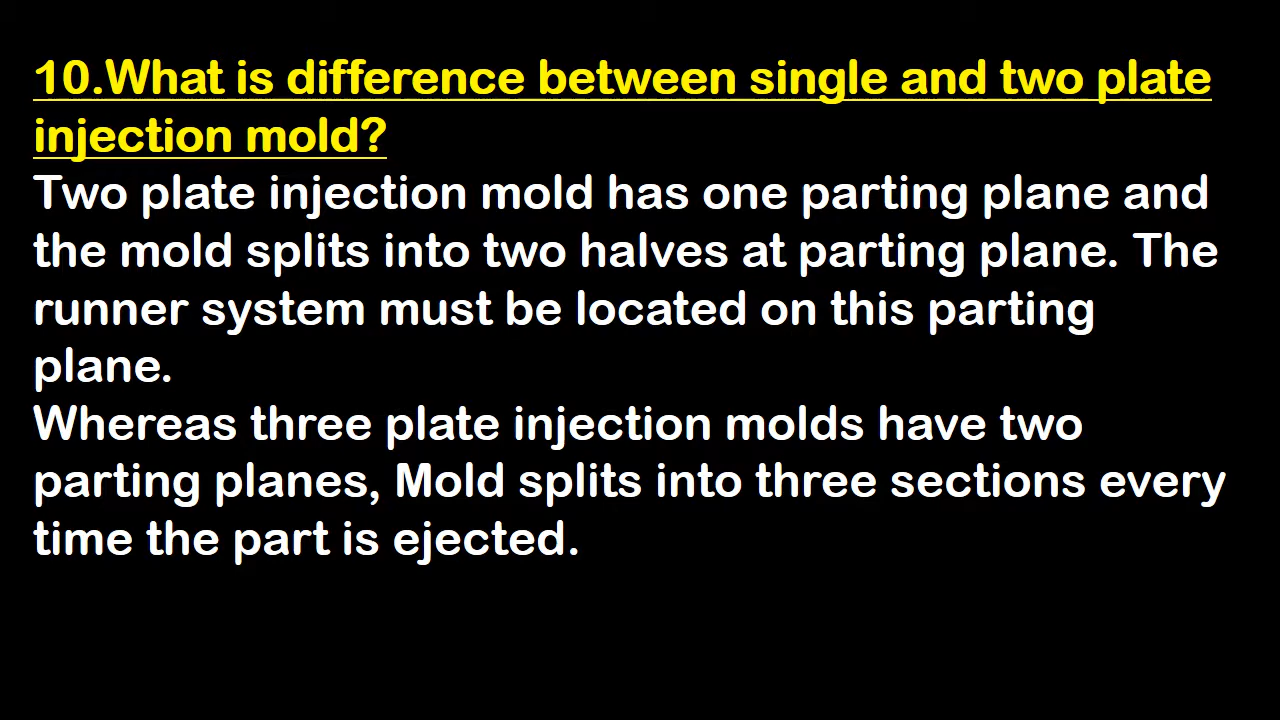 10.What is difference between single and two plate
injection mold?
Two plate injection mold has one parting plane and
the mold splits into two halves at parting plane. The
runner system must be located on this parting
plane.
Whereas three plate injection molds have two
parting planes, Mold splits into three sections every
time the part is ejected.